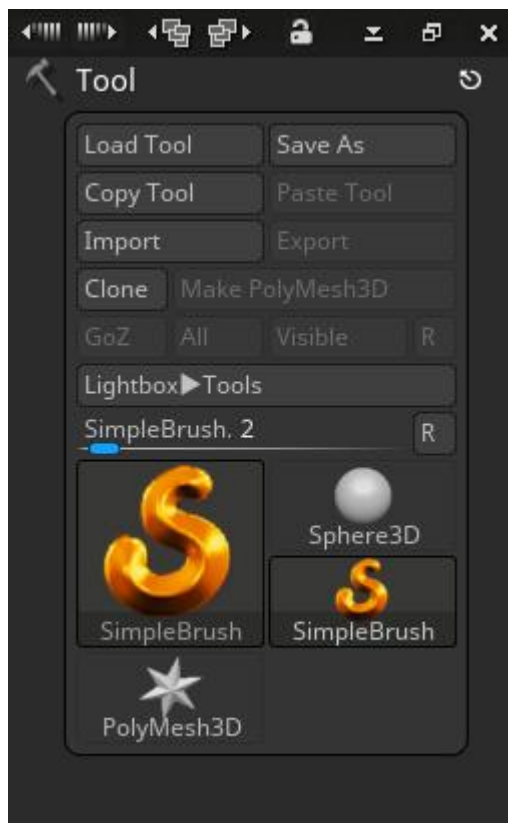 Tool
Load Tool Save As
Copy Tool Paste Tool
Import Export
Clone Make PolyMesh3D
GoZ All Visible R
Lightbox▶Tools
SimpleBrush. 2 R
Sphere3D
SimpleBrush SimpleBrush
PolyMesh3D